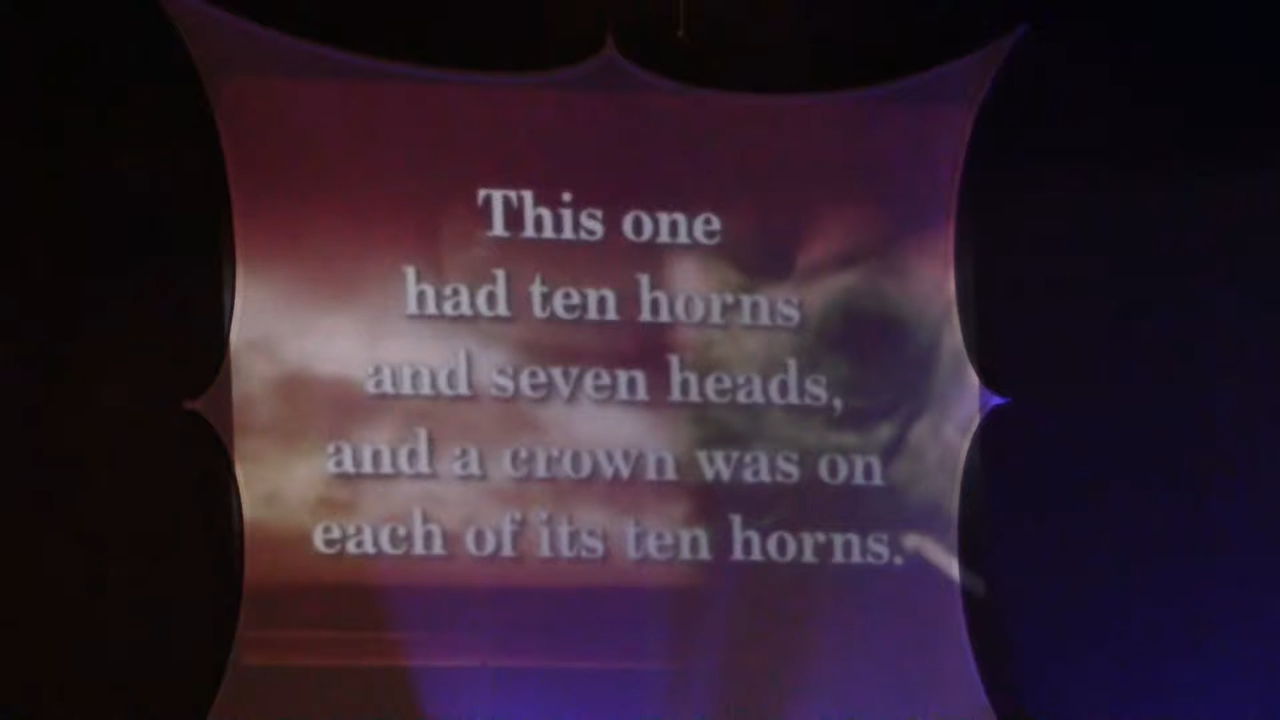 This one
had ten horns
and seven heads,
and a crown was on
each of its ten horns.